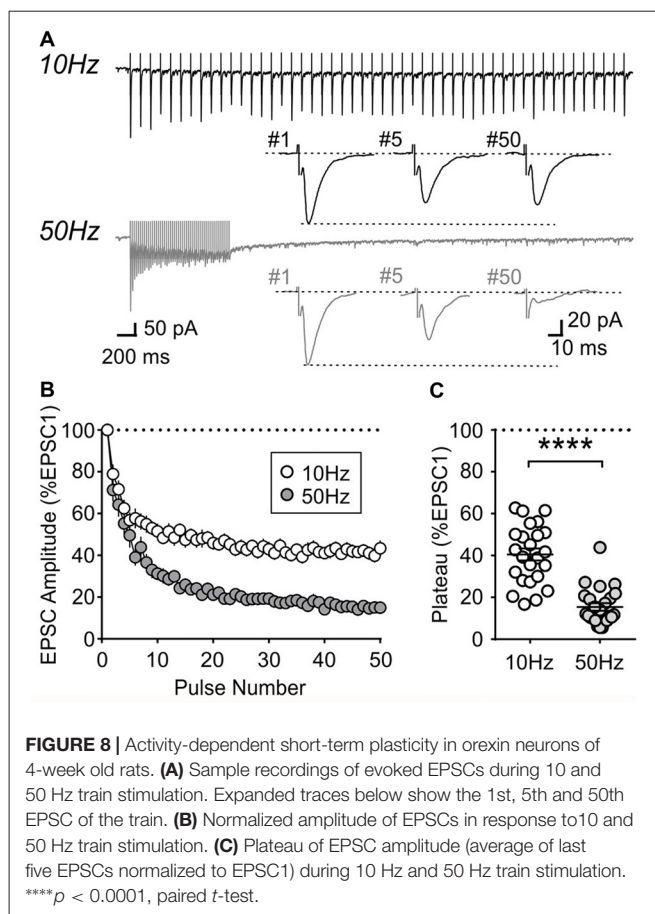 A
10Hz
#1 #5 #50
50Hz
#1 #5 #50
50 pA
200 ms
20 pA
10 ms
B
C
EPSC Amplitude (%EPSC1)
100
80
60
40
20
0
10Hz
50Hz
0 10 20 30 40 50
Pulse Number
Plateau (%EPSC1)
100
80
60
40
20
0
****
10Hz 50Hz
FIGURE 8 | Activity-dependent short-term plasticity in orexin neurons of
4-week old rats. (A) Sample recordings of evoked EPSCs during 10 and
50 Hz train stimulation. Expanded traces below show the 1st, 5th and 50th
EPSC of the train. (B) Normalized amplitude of EPSCs in response to10 and
50 Hz train stimulation. (C) Plateau of EPSC amplitude (average of last
five EPSCs normalized to EPSC1) during 10 Hz and 50 Hz train stimulation.
****p < 0.0001, paired t-test.